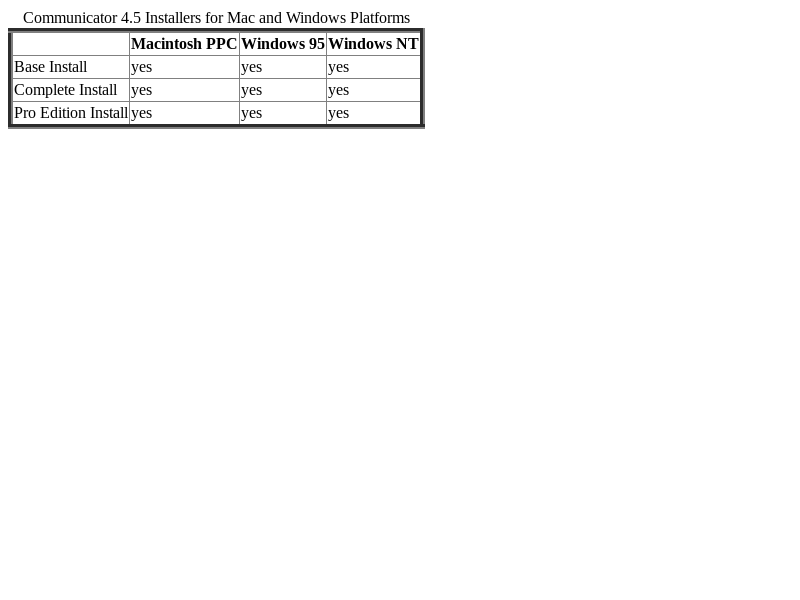 Communicator 4.5 Installers for Mac and Windows Platforms
Macintosh PPC Windows 95 Windows NT
Base Install yes yes yes
Complete Install yes yes yes
Pro Edition Install yes yes yes